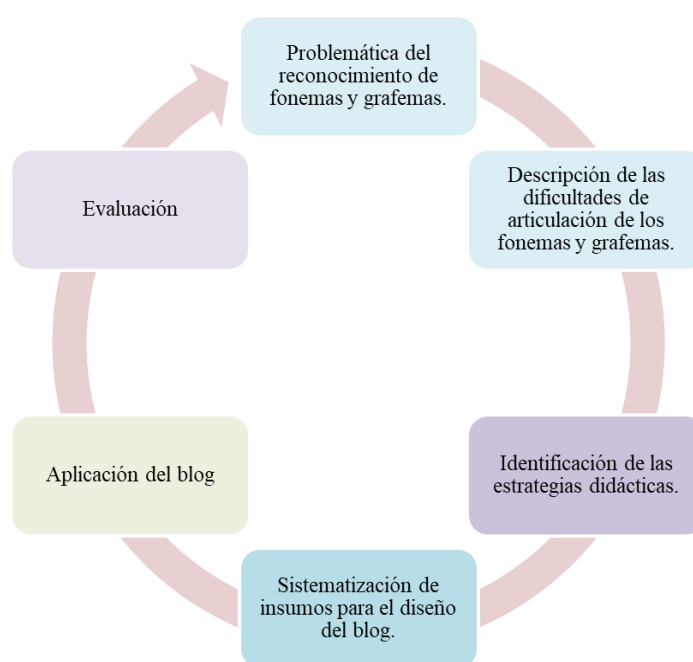 Problemática del
reconocimiento de
fonemas y grafemas.
Descripción de las
dificultades de
articulación de los
fonemas y grafemas.
Identificación de las
estrategias didácticas.
Sistematización de
insumos para el diseño
del blog.
Aplicación del blog
Evaluación